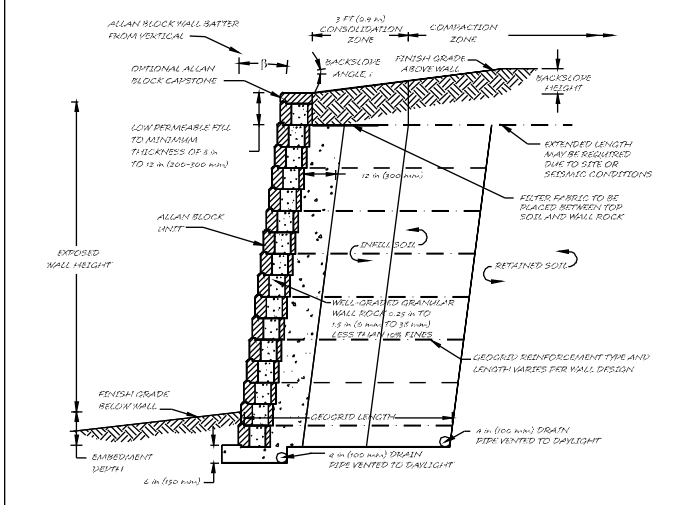 ALLAN BLOCK WALL BATTER
FROM VERTICAL
3 FT (0.9 m)
CONSOLIDATION
ZONE
COMPACTION
ZONE
β
BACKSLOPE
ANGLE, i
FINISH GRADE
ABOVE WALL
OPTIONAL ALLAN
BLOCK CAPSTONE
BACKSLOPE
HEIGHT
LOW PERMEABLE FILL
TO MINIMUM
THICKNESS OF 8 in
TO 12 in (200-300 mm)
EXTENDED LENGTH
MAY BE REQUIRED
DUE TO SITE OR
SEISMIC CONDITIONS
12 in (300 mm)
FILTER FABRIC TO BE
PLACED BETWEEN TOP
SOIL AND WALL ROCK
ALLAN BLOCK
UNIT
INFILL SOIL
EXPOSED
WALL HEIGHT
RETAINED SOIL
WELL-GRADED GRANULAR
WALL ROCK 0.25 in TO
1.5 in (6 mm TO 38 mm)
LESS THAN 10% FINES
GEOGRID REINFORCEMENT TYPE AND
LENGTH VARIES PER WALL DESIGN
FINISH GRADE
BELOW WALL
GEOGRID LENGTH
4 in (100 mm) DRAIN
PIPE VENTED TO DAYLIGHT
EMBEDMENT
DEPTH
4 in (100 mm) DRAIN
PIPE VENTED TO DAYLIGHT
6 in (150 mm)